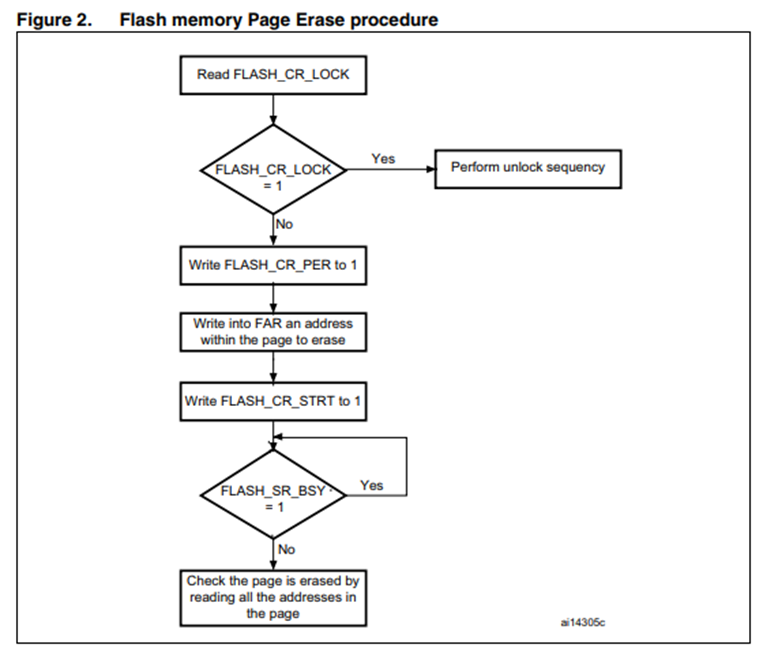 Figure 2. Flash memory Page Erase procedure
Read FLASH_CR_LOCK
FLASH_CR_LOCK
= 1
Yes
Perform unlock sequency
No
Write FLASH_CR_PER to 1
Write into FAR an address
within the page to erase
Write FLASH_CR_STRT to 1
FLASH_SR_BSY
= 1
Yes
No
Check the page is erased by
reading all the addresses in
the page
ai14305c